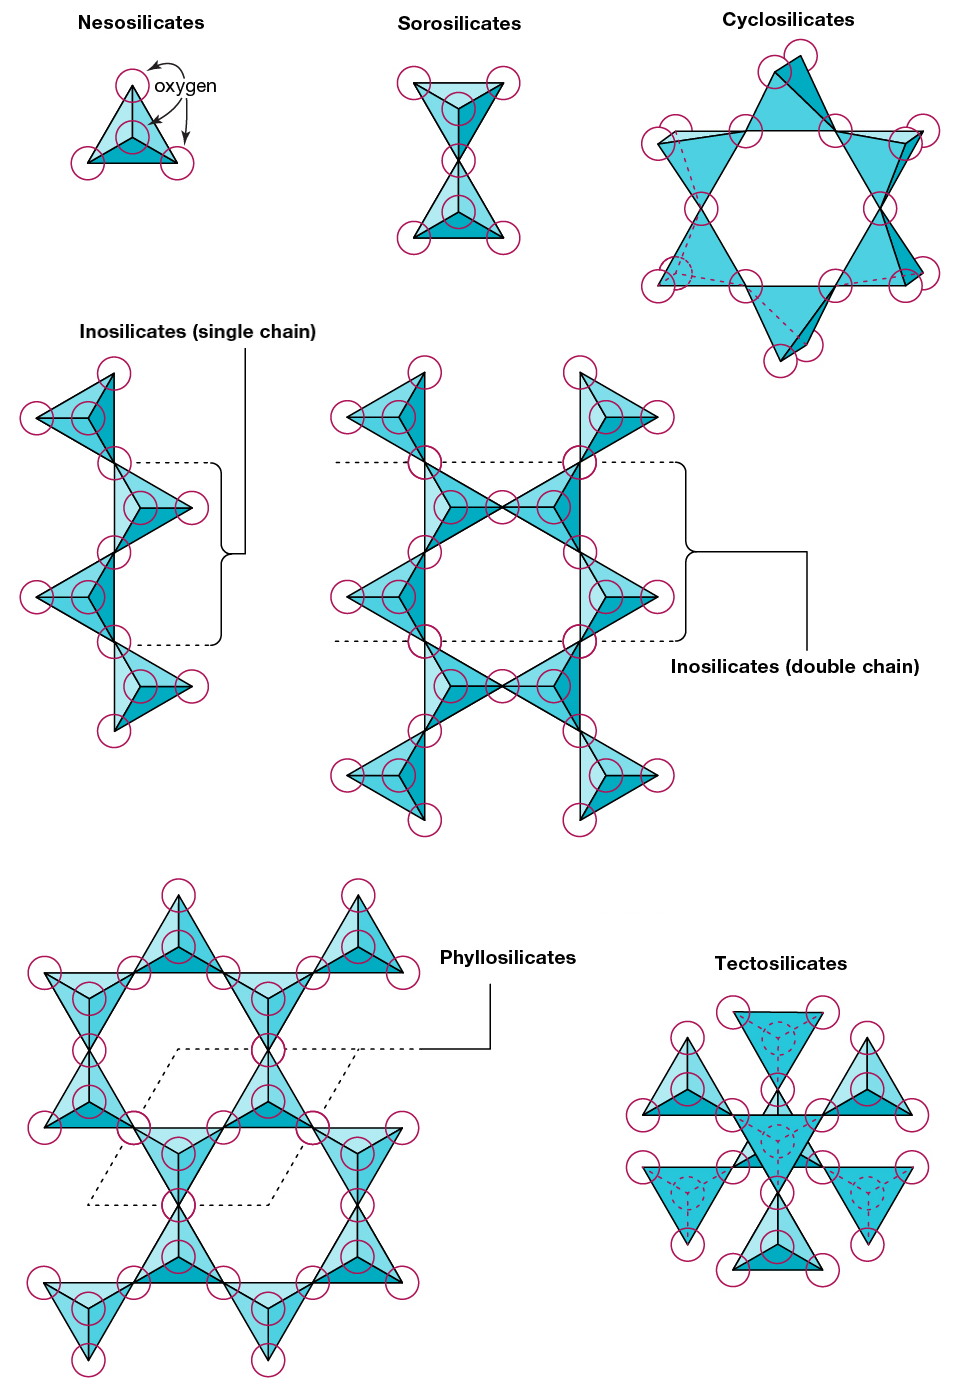 Nesosilicates
Sorosilicates
Cyclosilicates
oxygen
Inosilicates (single chain)
Inosilicates (double chain)
Phyllosilicates
Tectosilicates